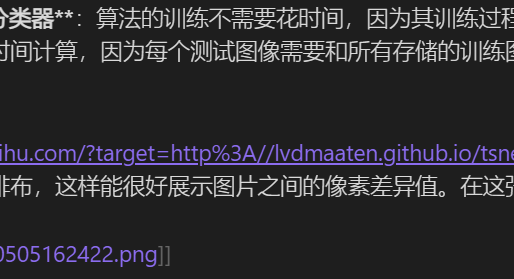 分类器**：算法的训练不需要花时间，因为其训练过程
时间计算，因为每个测试图像需要和所有存储的训练图
ihu.com/?target=http%3A//lvdmaaten.github.io/tsne
排布，这样能很好展示图片之间的像素差异值。在这张
0505162422.png]]